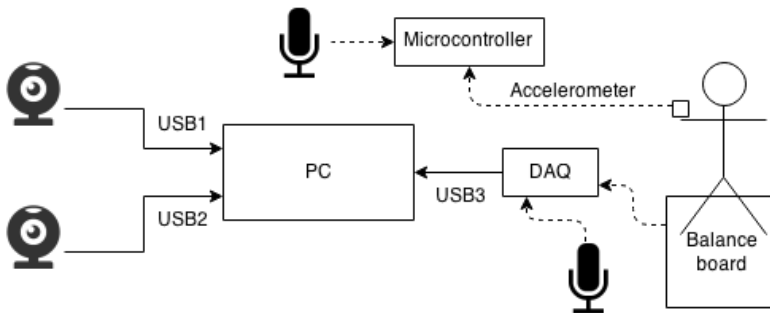 Microcontroller
Accelerometer
USB1
PC
DAQ
USB3
USB2
Balance
board